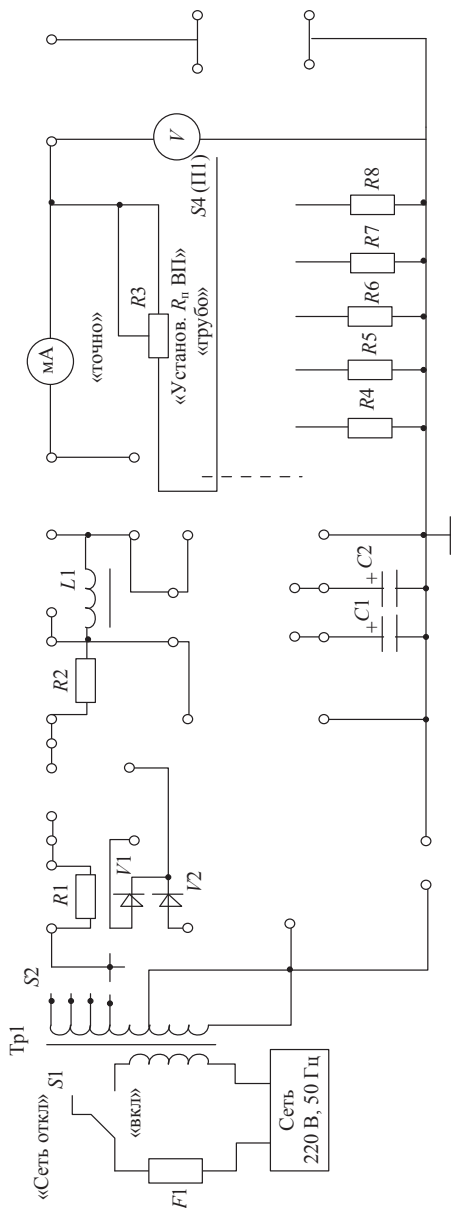 «Сеть откл»
S1
«вкл»
F1
Сеть
220 В, 50 Гц
Тр1
S2
R1
V1
V2
R2
L1
+ C1
+ C2
мА
«точно»
R3
«Установ. Rп ВП»
«грубо»
S4 (П1)
V
R4
R5
R6
R7
R8